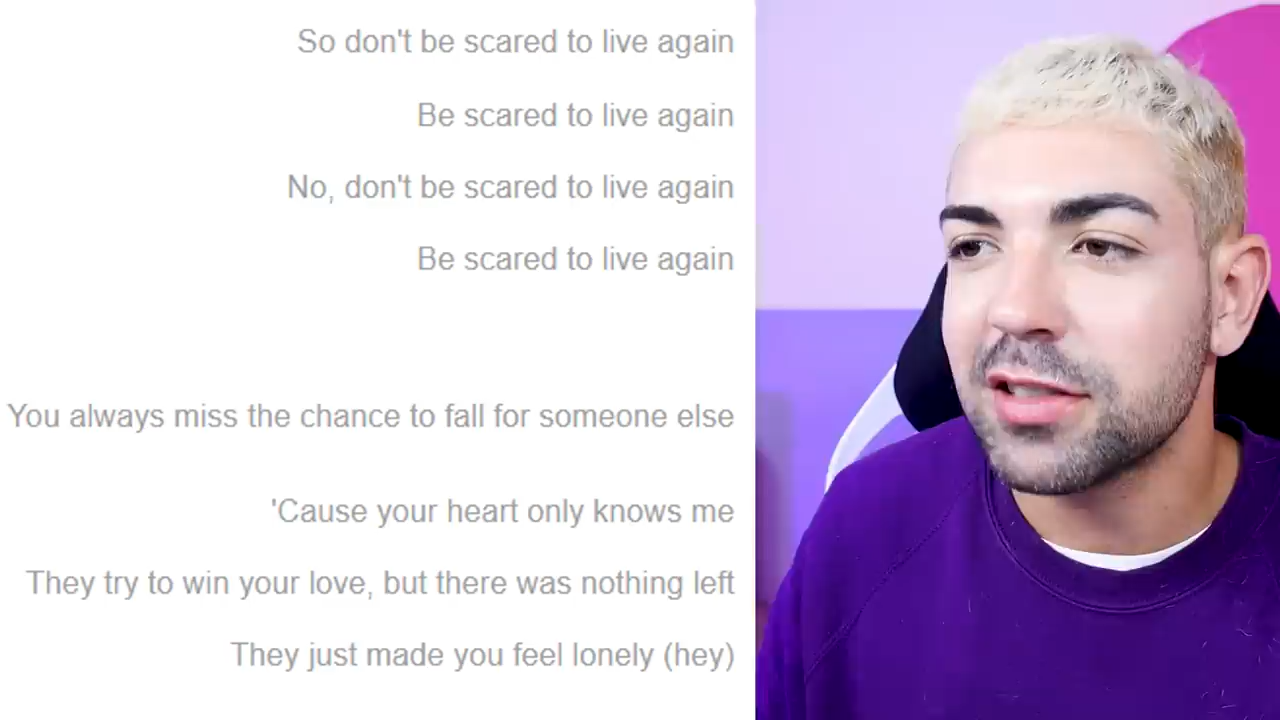 So don't be scared to live again
Be scared to live again
No, don't be scared to live again
Be scared to live again
You always miss the chance to fall for someone else
'Cause your heart only knows me
They try to win your love, but there was nothing left
They just made you feel lonely (hey)